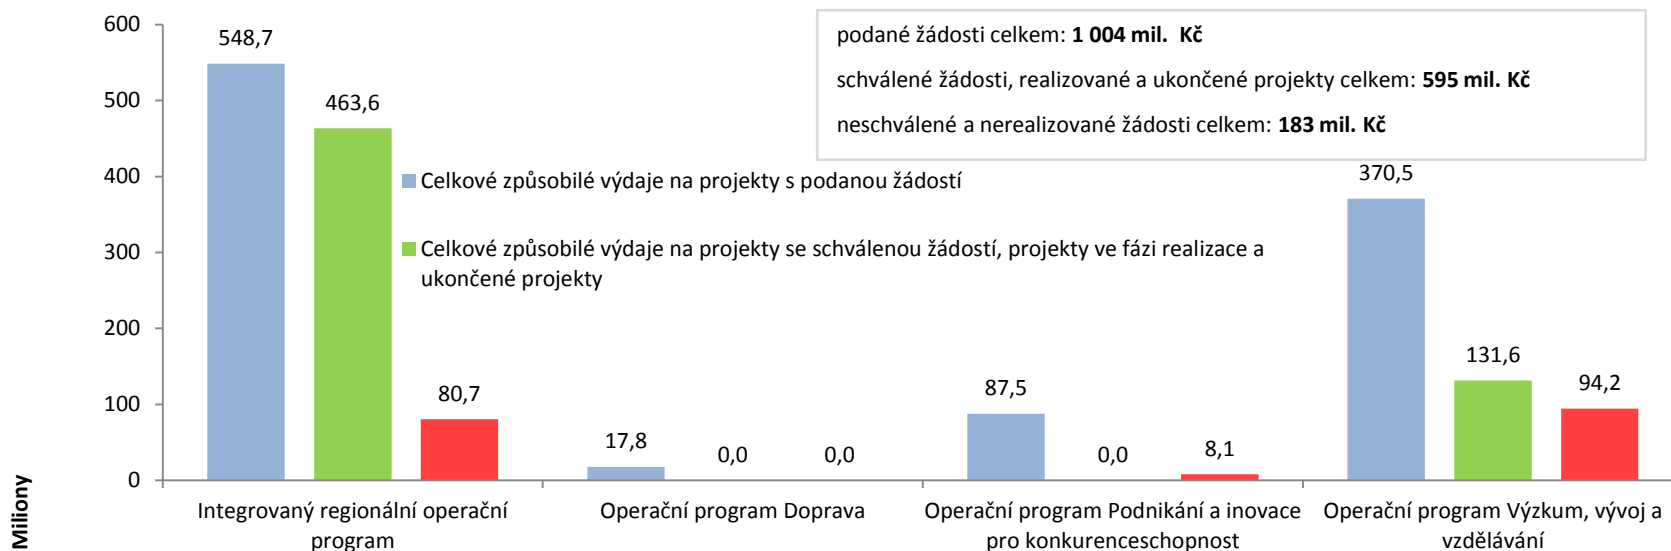 600
500
400
300
200
100
0
Miliony
548,7
463,6
80,7
17,8
0,0
0,0
87,5
0,0
8,1
370,5
131,6
94,2
podané žádosti celkem: 1 004 mil.  Kč
schválené žádosti, realizované a ukončené projekty celkem: 595 mil. Kč
neschválené a nerealizované žádosti celkem: 183 mil. Kč
Celkové způsobilé výdaje na projekty s podanou žádostí
Celkové způsobilé výdaje na projekty se schválenou žádostí, projekty ve fázi realizace a
ukončené projekty
Integrovaný regionální operační
program
Operační program Doprava
Operační program Podnikání a inovace
pro konkurenceschopnost
Operační program Výzkum, vývoj a
vzdělávání